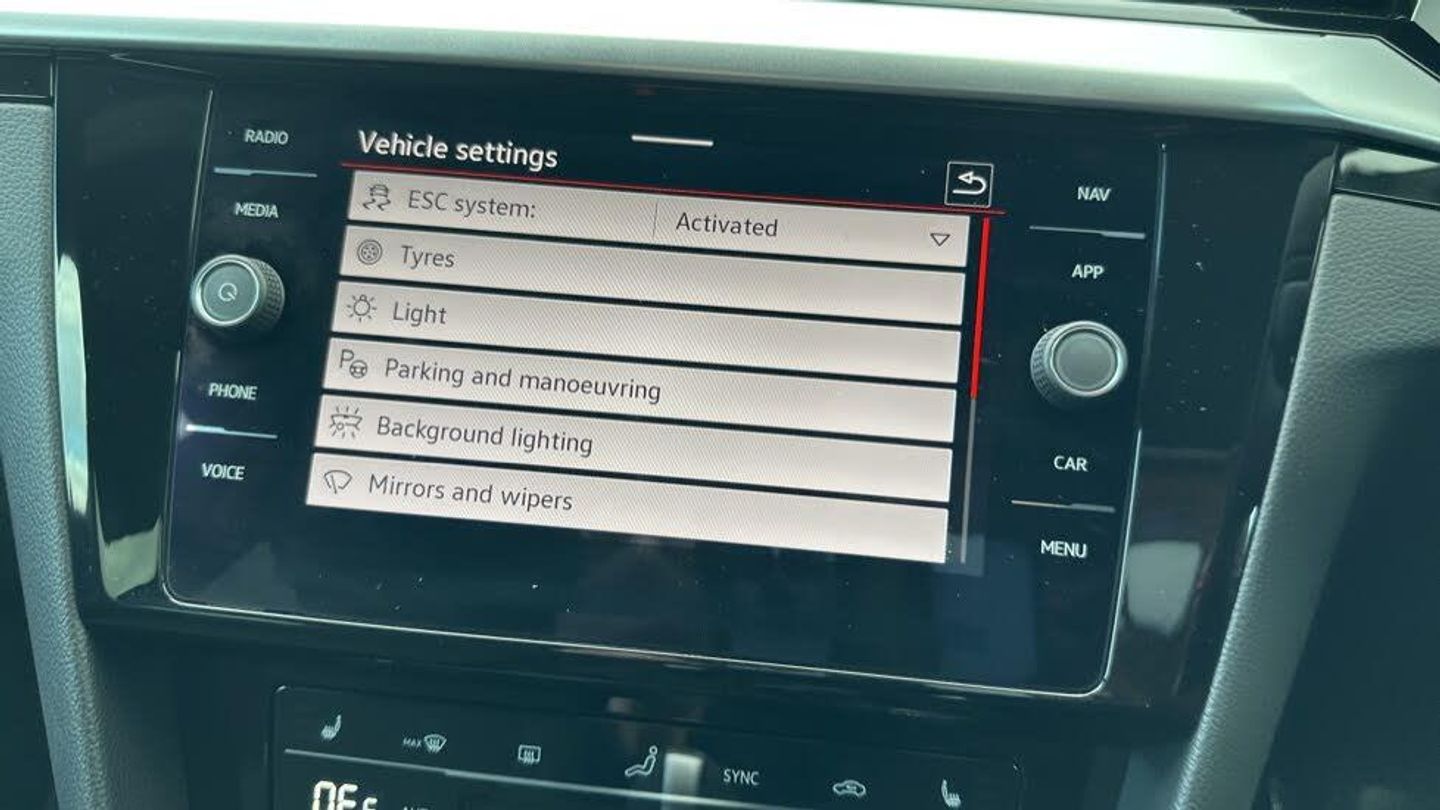 RADIO
MEDIA
PHONE
VOICE
Vehicle settings
ESC system: Activated
Tyres
Light
Parking and manoeuvring
Background lighting
Mirrors and wipers
NAV
APP
CAR
MENU
MAX
SYNC